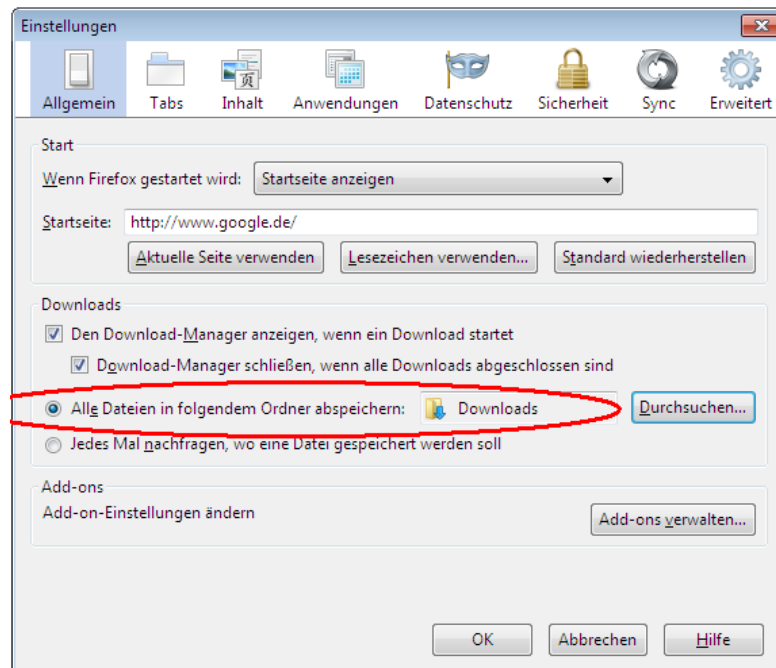 Einstellungen
Allgemein Tabs Inhalt Anwendungen Datenschutz Sicherheit Sync Erweitert
Start
Wenn Firefox gestartet wird: Startseite anzeigen
Startseite: http://www.google.de/
Aktuelle Seite verwenden Lesezeichen verwenden... Standard wiederherstellen
Downloads
Den Download-Manager anzeigen, wenn ein Download startet
Download-Manager schließen, wenn alle Downloads abgeschlossen sind
Alle Dateien in folgendem Ordner abspeichern: Downloads Durchsuchen...
Jedes Mal nachfragen, wo eine Datei gespeichert werden soll
Add-ons
Add-on-Einstellungen ändern
Add-ons verwalten...
OK Abbrechen Hilfe